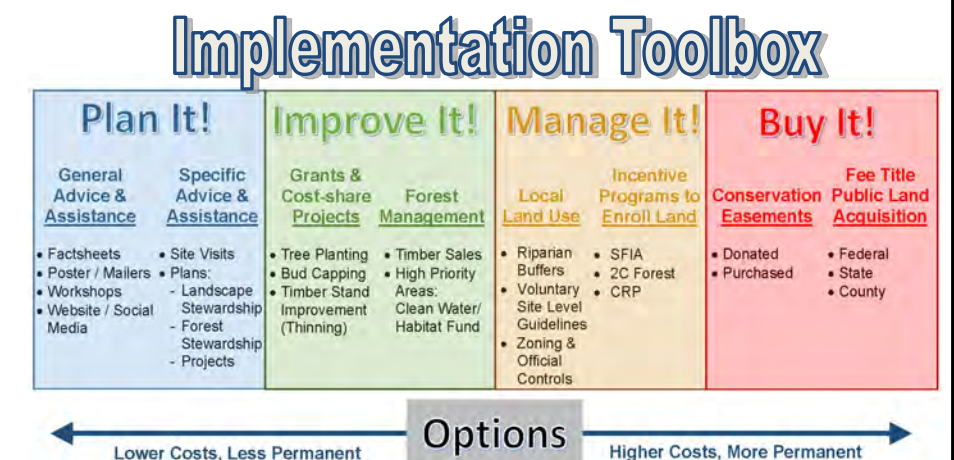 Implementation Toolbox
Plan It!
General
Advice &
Assistance
• Factsheets
• Poster / Mailers
• Workshops
• Website / Social
Media
Specific
Advice &
Assistance
• Site Visits
• Plans:
- Landscape
Stewardship
- Forest
Stewardship
- Projects
Improve It!
Grants &
Cost-share
Projects
• Tree Planting
• Bud Capping
• Timber Stand
Improvement
(Thinning)
Forest
Management
• Timber Sales
• High Priority
Areas:
Clean Water/
Habitat Fund
Manage It!
Local
Land Use
• Riparian
Buffers
• Voluntary
Site Level
Guidelines
• Zoning &
Official
Controls
Incentive
Programs to
Enroll Land
• SFIA
• 2C Forest
• CRP
Buy It!
Conservation
Easements
• Donated
• Purchased
Fee Title
Public Land
Acquisition
• Federal
• State
• County
Options
Lower Costs, Less Permanent
Higher Costs, More Permanent